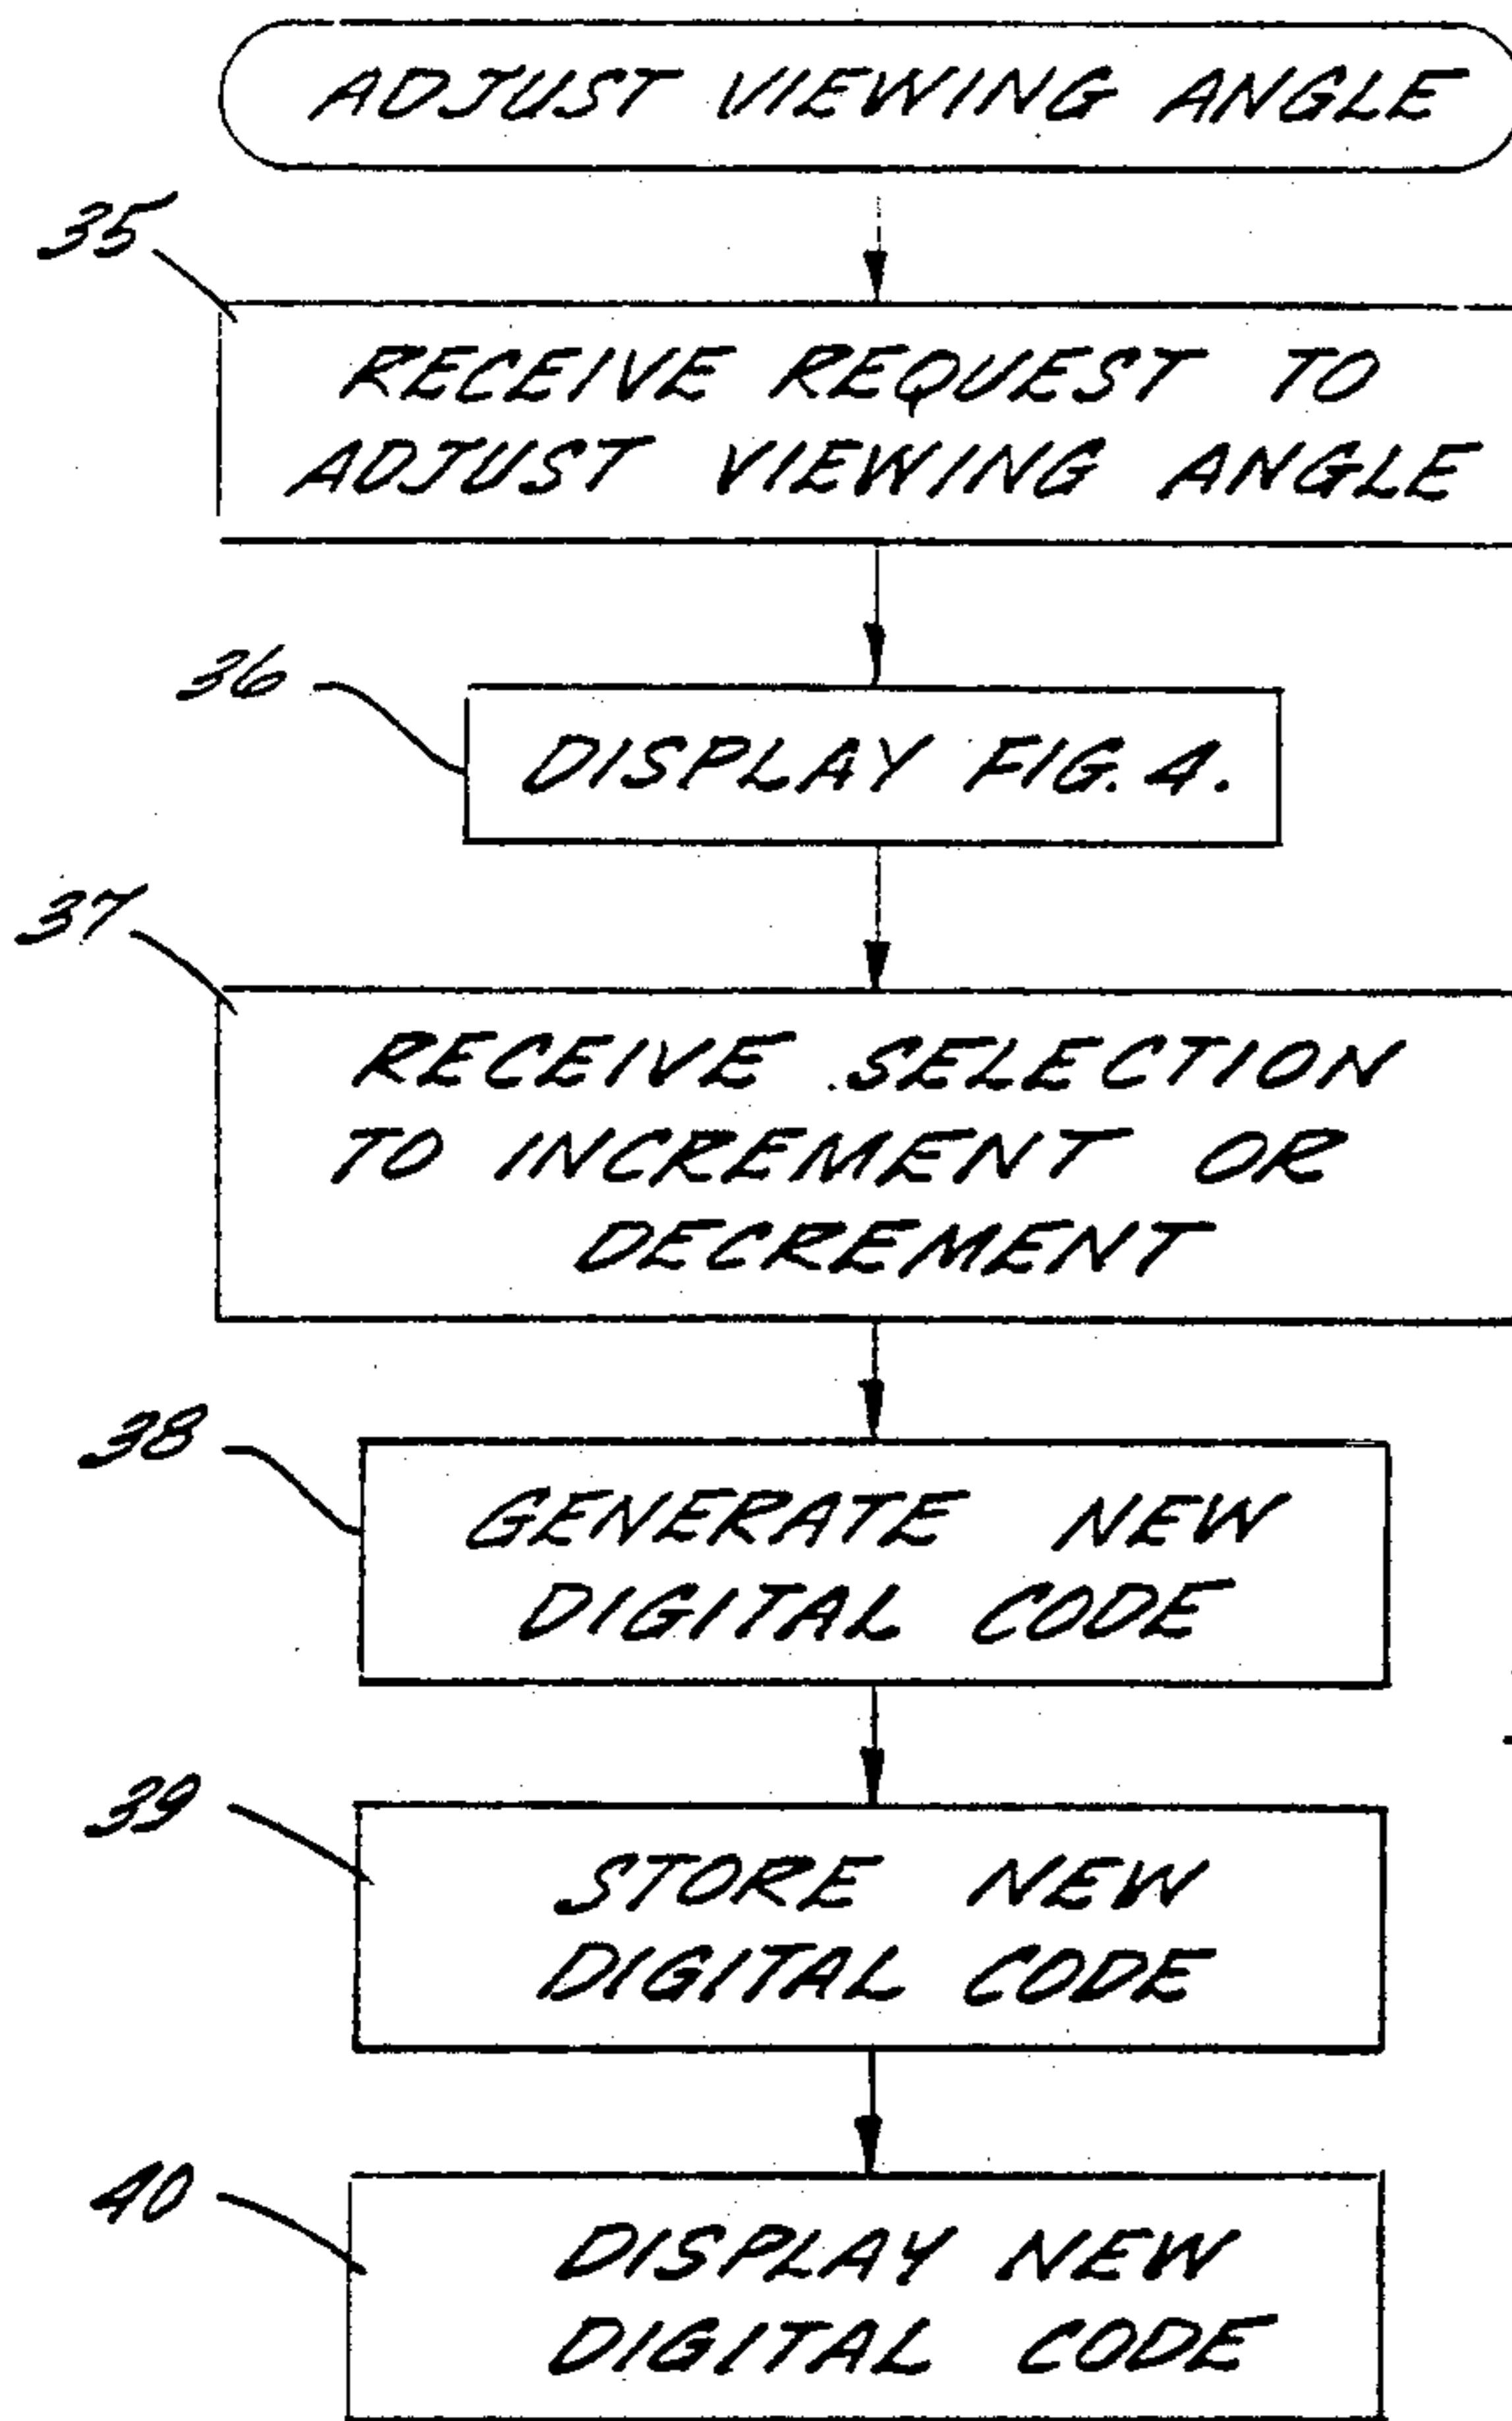 ADJUST VIEWING ANGLE
35
RECEIVE REQUEST TO
ADJUST VIEWING ANGLE
36
DISPLAY FIG. 4.
37
RECEIVE SELECTION
TO INCREMENT OR
DECREMENT
38
GENERATE NEW
DIGITAL CODE
39
STORE NEW
DIGITAL CODE
40
DISPLAY NEW
DIGITAL CODE